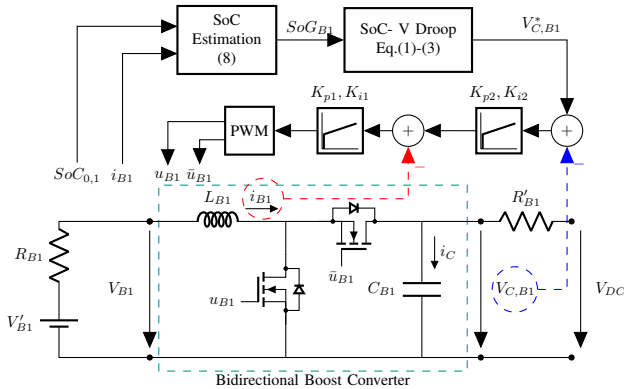 SoC
Estimation
(8)
SoG_{B1}
SoC- V Droop
Eq.(1)-(3)
V^*_{C,B1}
K_{p1}, K_{i1}
K_{p2}, K_{i2}
PWM
SoC_{0,1}
i_{B1}
u_{B1}
ū_{B1}
L_{B1}
i_{B1}
R'_{B1}
R_{B1}
V_{B1}
u_{B1}
ū_{B1}
i_C
C_{B1}
V_{C,B1}
V_{DC}
V'_{B1}
Bidirectional Boost Converter